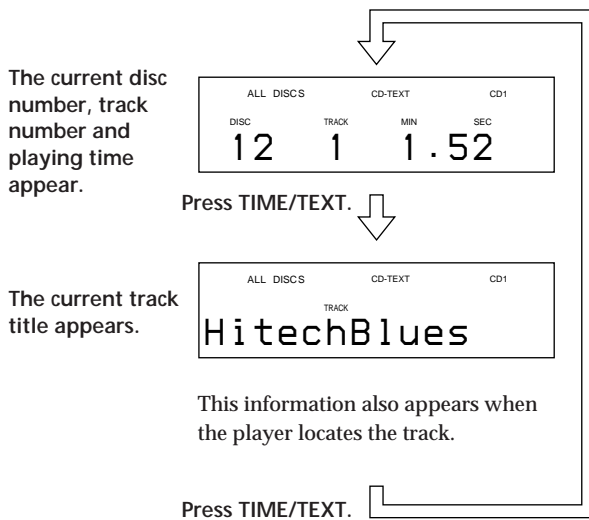 The current disc
number, track
number and
playing time
appear.
ALL DISCS CD-TEXT CD1
DISC TRACK MIN SEC
12 1 1.52
Press TIME/TEXT.
The current track
title appears.
ALL DISCS CD-TEXT CD1
TRACK
HitechBlues
This information also appears when
the player locates the track.
Press TIME/TEXT.